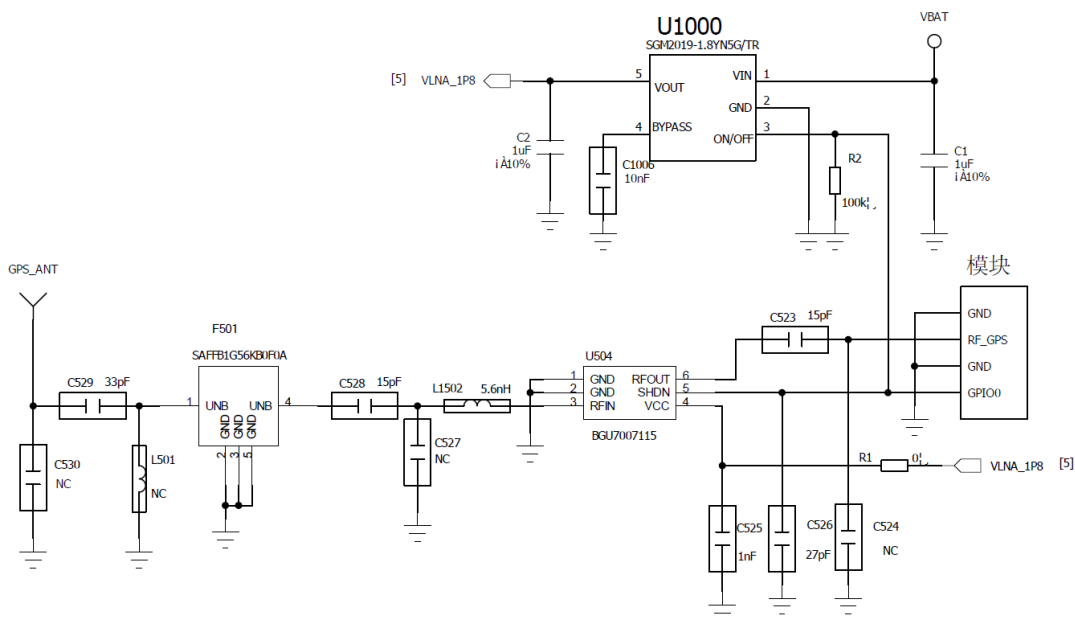 U1000
SGM2019-1.8YN5G/TR
VBAT
[5] VLNA_1P8
5
VOUT
VIN
1
GND
2
4
BYPASS
ON/OFF
3
C2
1uF
i À10%
C1006
10nF
R2
100k
C1
1uF
i À10%
GPS_ANT
模块
GND
RF_GPS
GND
GPIO0
C523 15pF
F501
SAFFB1G56KB0F0A
U504
C529 33pF
1
UNB
UNB
4
GND
GND
GND
2
3
5
C528 15pF
L1502 5.6nH
1
GND
RFOUT
6
2
GND
SHDN
5
3
RFIN
VCC
4
BGU7007115
C530
NC
L501
NC
C527
NC
R1
0
VLNA_1P8 [5]
C525
1nF
C526
27pF
C524
NC